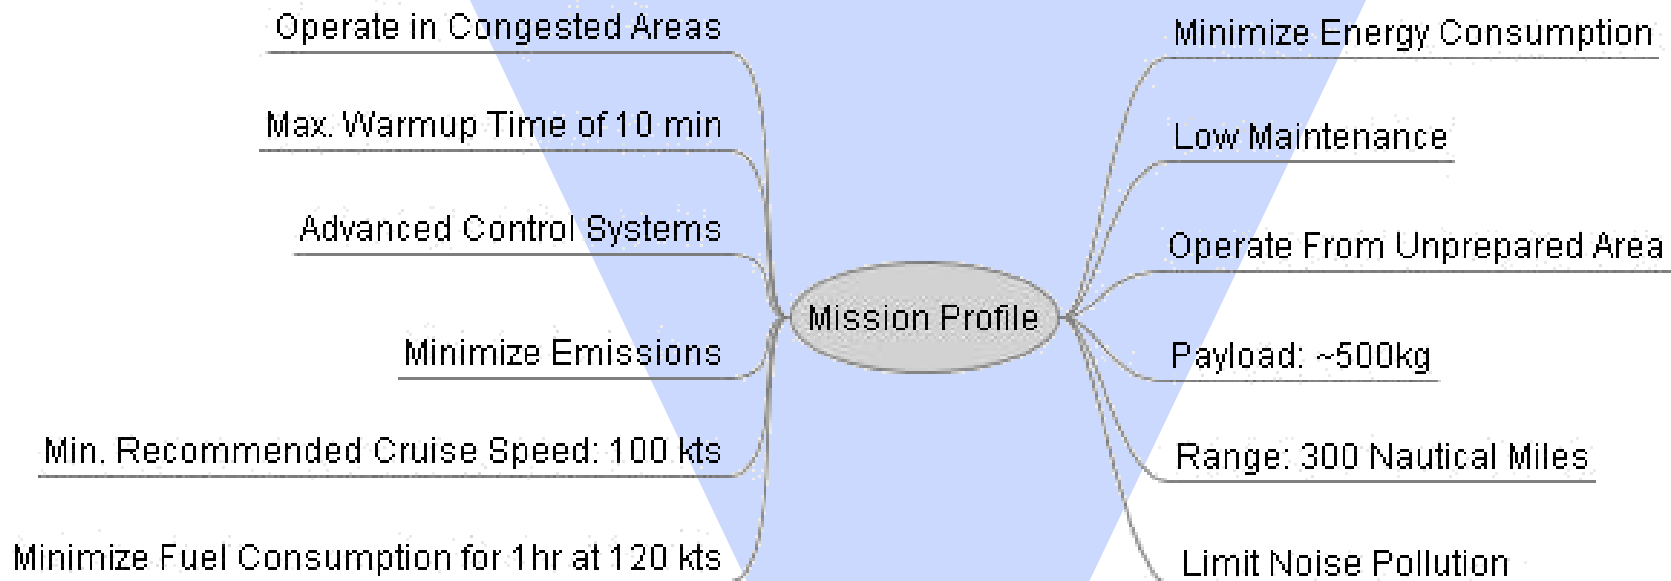 Operate in Congested Areas
Max. Warmup Time of 10 min
Advanced Control Systems
Minimize Emissions
Min. Recommended Cruise Speed: 100 kts
Minimize Fuel Consumption for 1hr at 120 kts
Mission Profile
Minimize Energy Consumption
Low Maintenance
Operate From Unprepared Area
Payload: ~500kg
Range: 300 Nautical Miles
Limit Noise Pollution